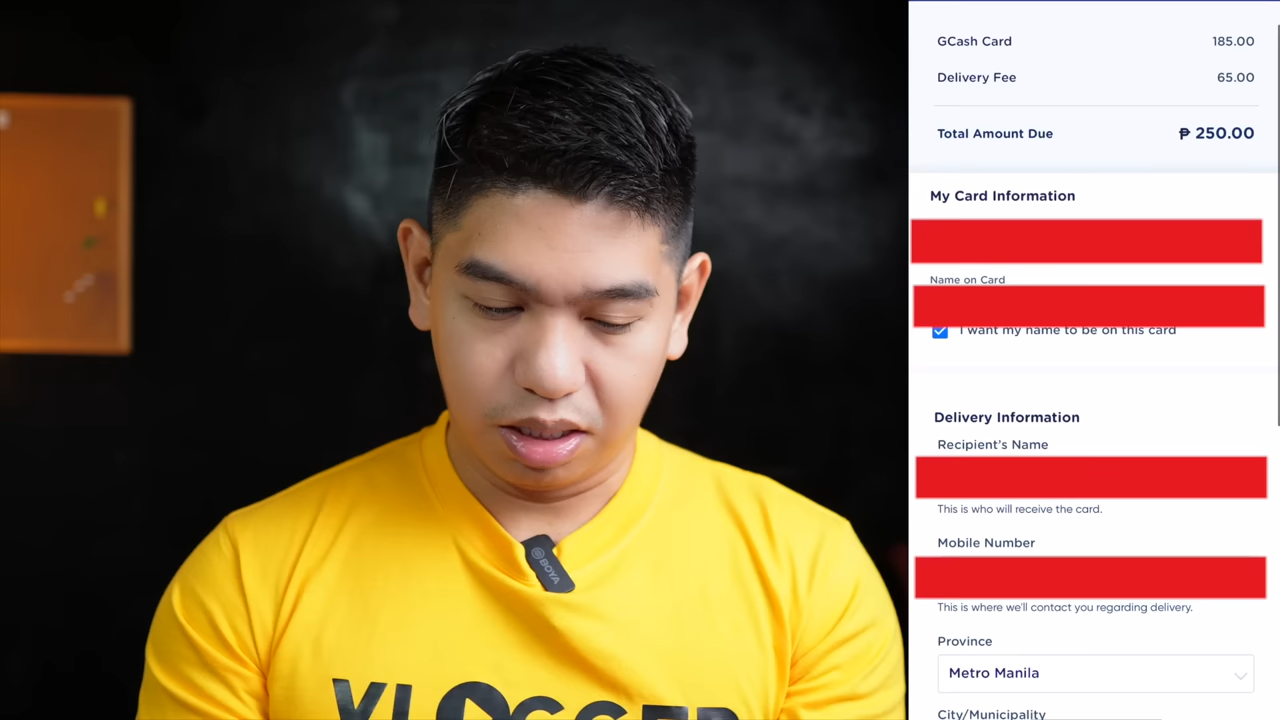 BOYA
VLOGGER
GCash Card 185.00
Delivery Fee 65.00
Total Amount Due ₱ 250.00
My Card Information
Name on Card
I want my name to be on this card
Delivery Information
Recipient's Name
This is who will receive the card.
Mobile Number
This is where we'll contact you regarding delivery.
Province
Metro Manila
City/Municipality